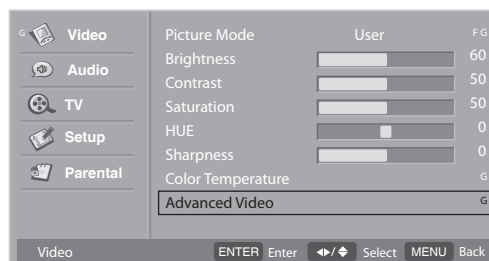 G Video
Audio
TV
Setup
Parental
Picture Mode User F G
Brightness 60
Contrast 50
Saturation 50
HUE 0
Sharpness 0
Color Temperature G
Advanced Video G
Video ENTER Enter / Select MENU Back